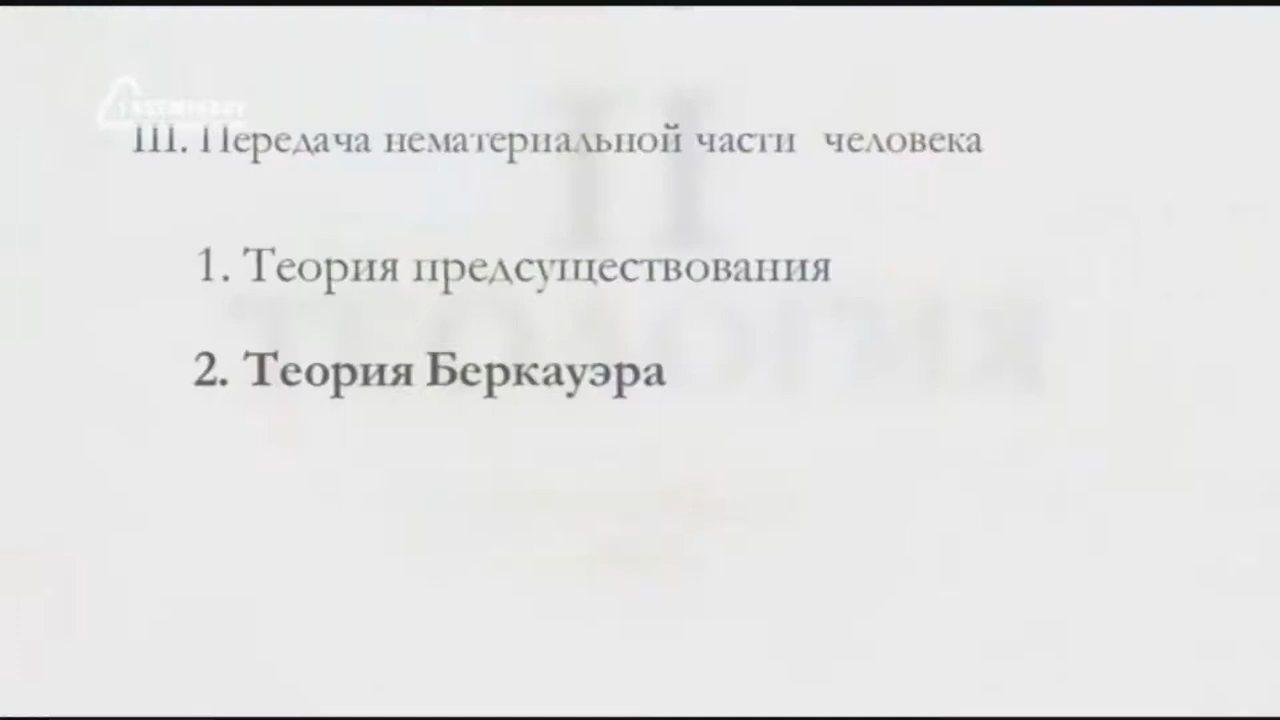 III. Передача нематериальной части человека
1. Теория предсуществования
2. Теория Беркауэра